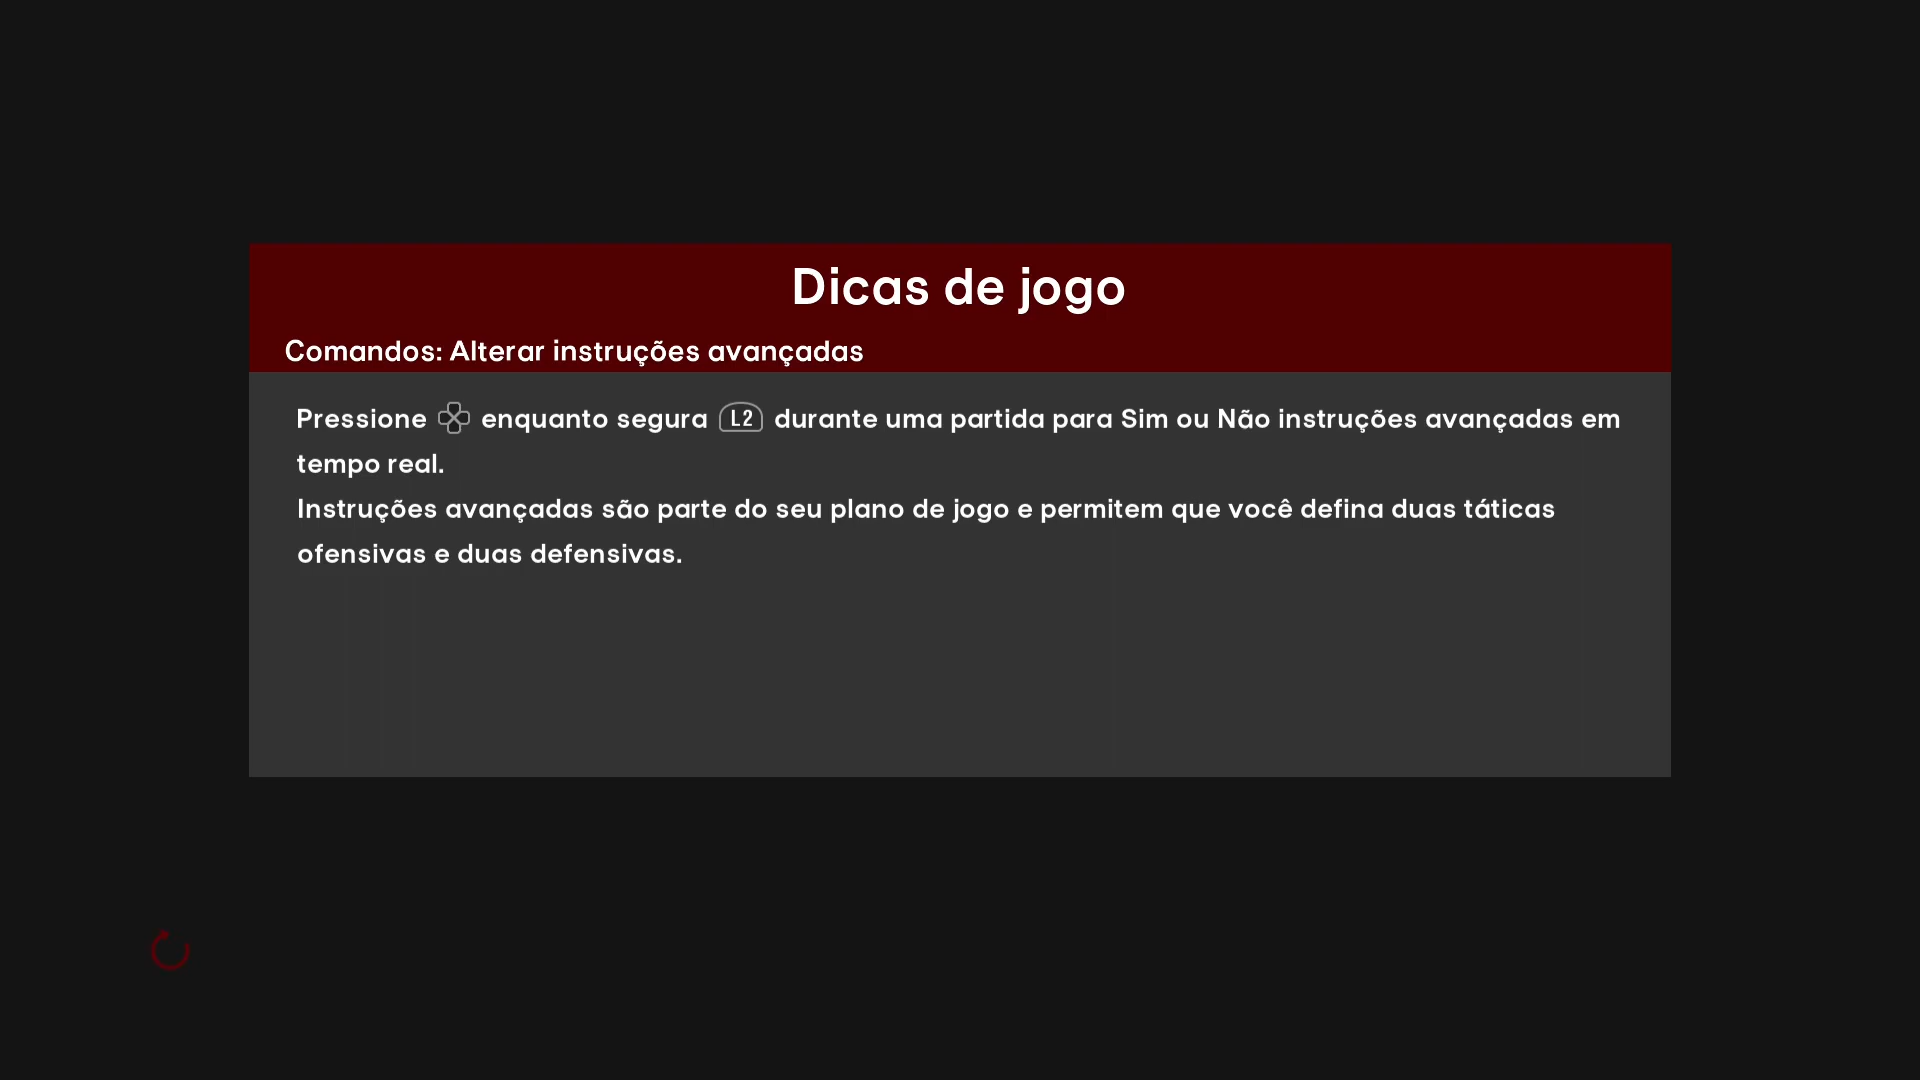 Dicas de jogo
Comandos: Alterar instruções avançadas
Pressione enquanto segura L2 durante uma partida para Sim ou Não instruções avançadas em
tempo real.
Instruções avançadas são parte do seu plano de jogo e permitem que você defina duas táticas
ofensivas e duas defensivas.